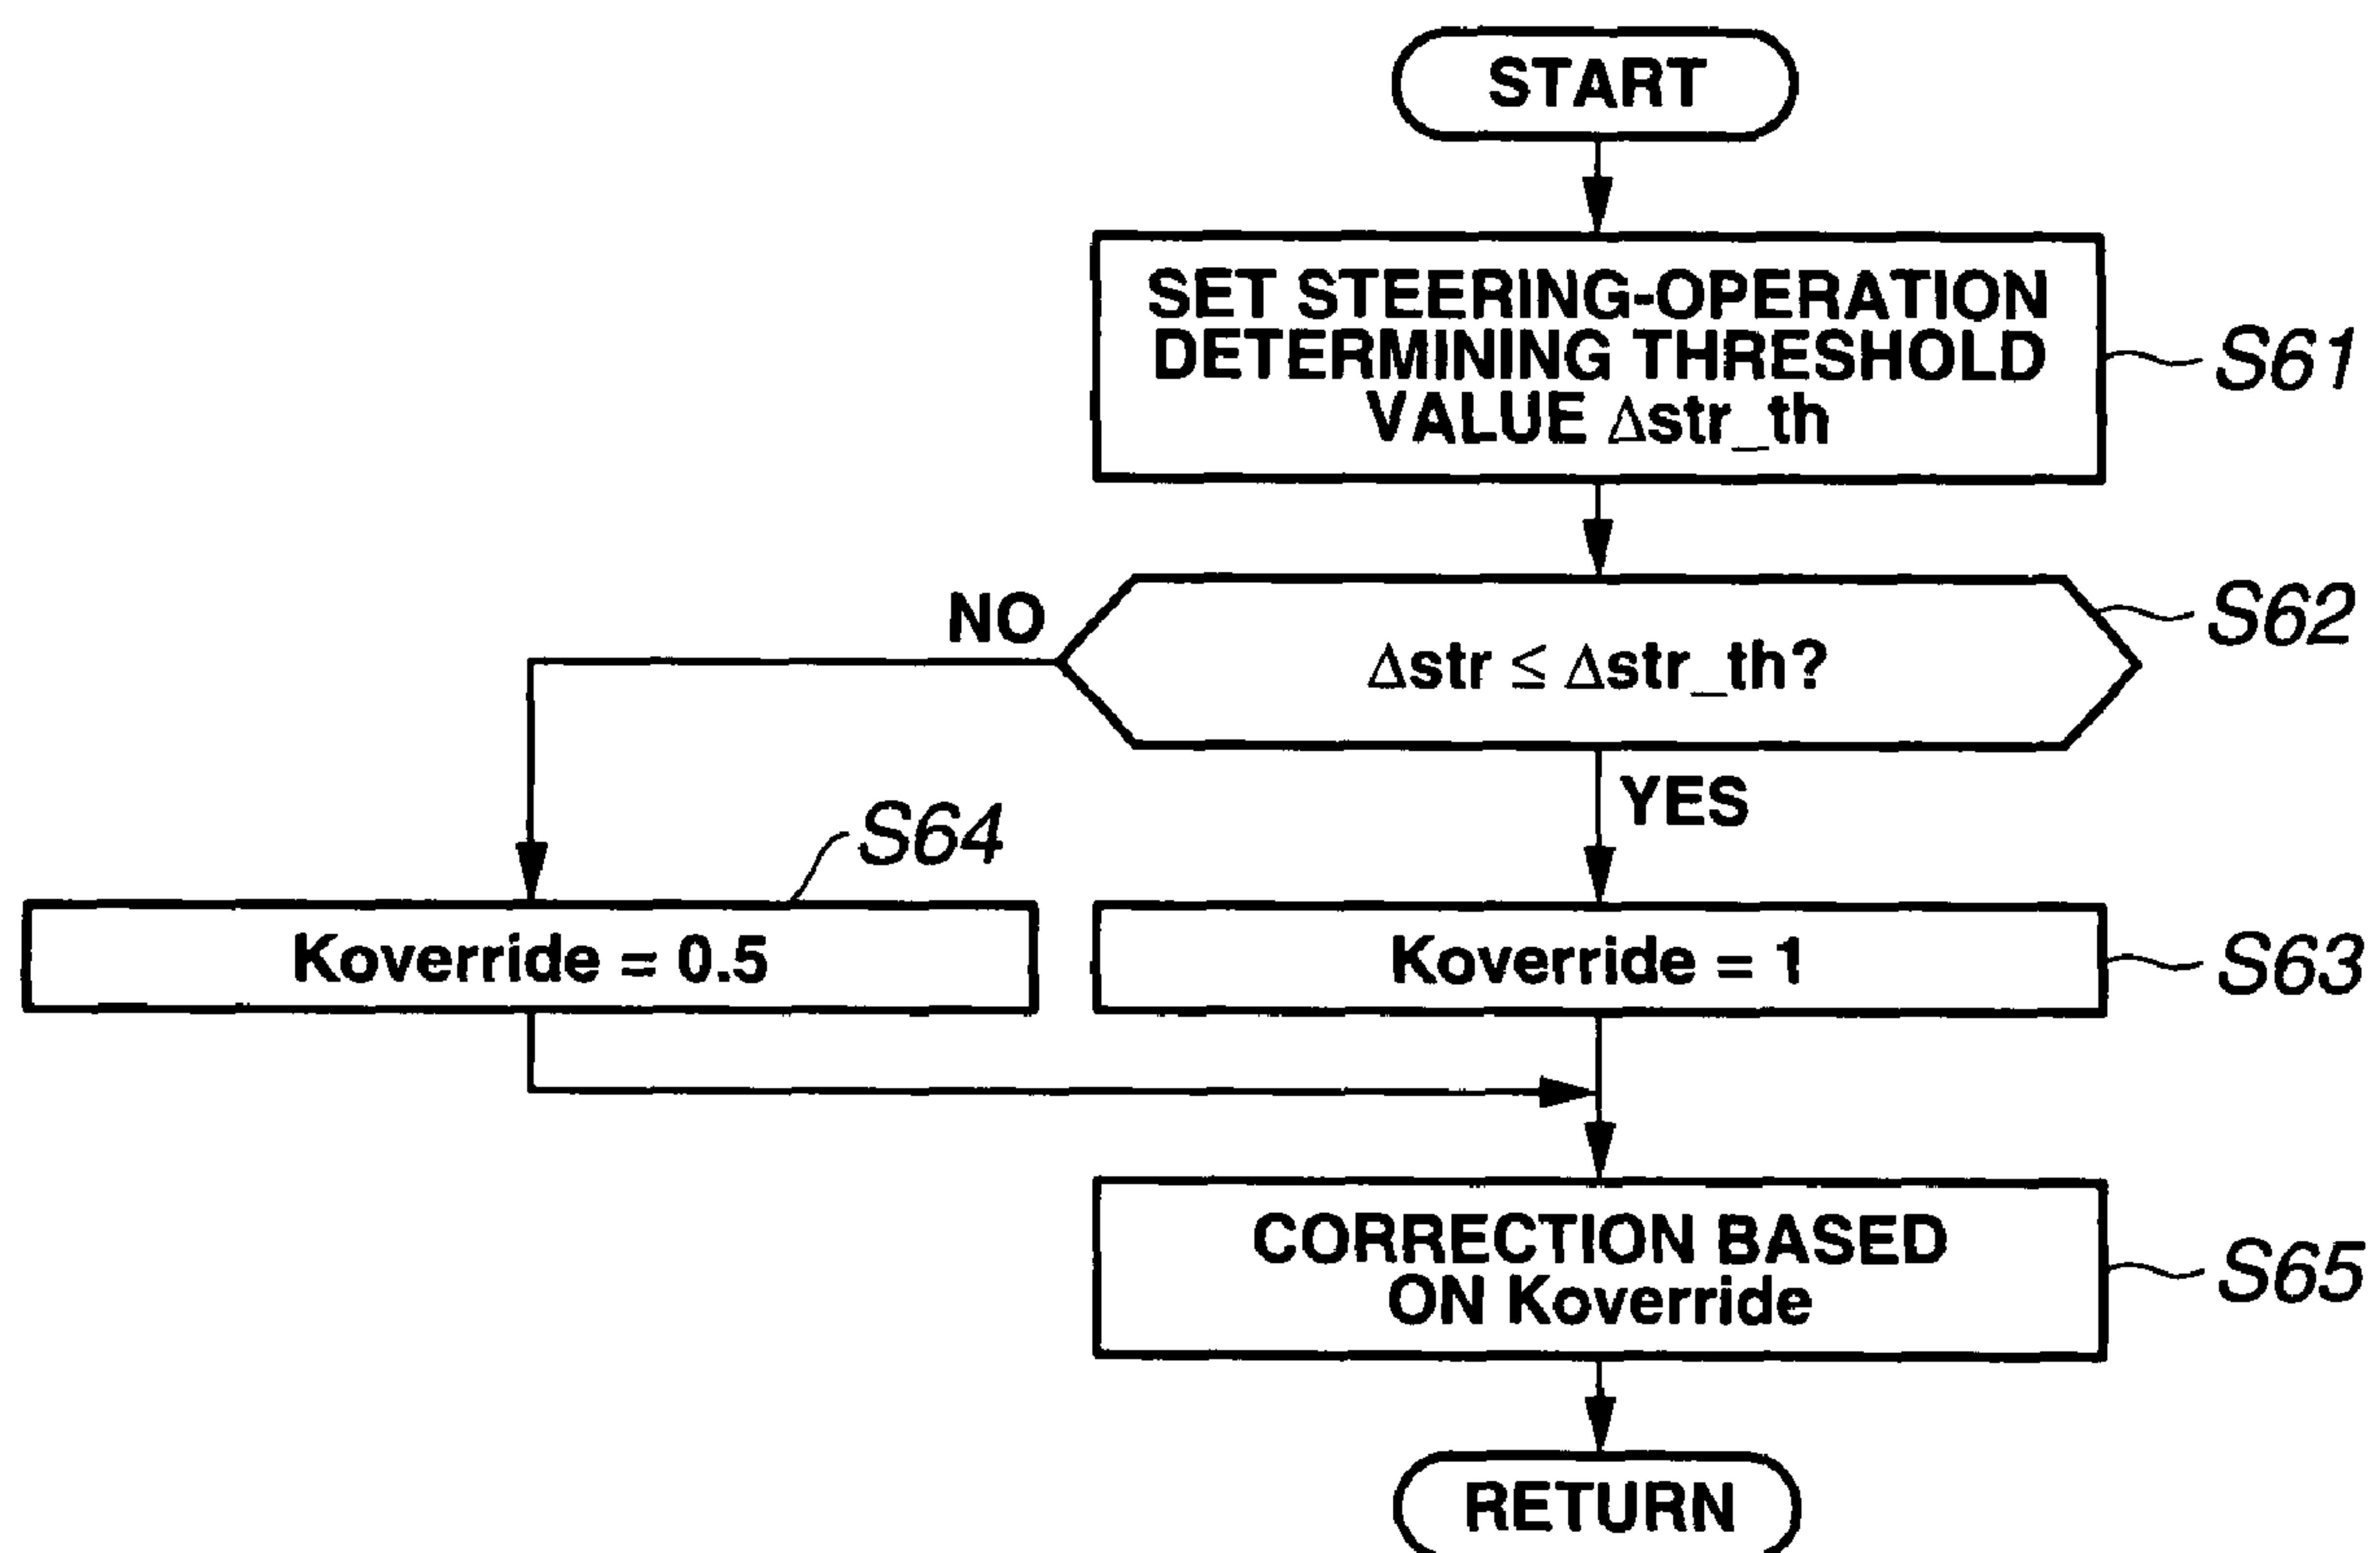 START
SET STEERING-OPERATION
DETERMINING THRESHOLD
VALUE Δstr_th
S61
NO
Δstr ≤ Δstr_th?
S62
YES
S64
Koverride = 0.5
Koverride = 1
S63
CORRECTION BASED
ON Koverride
S65
RETURN